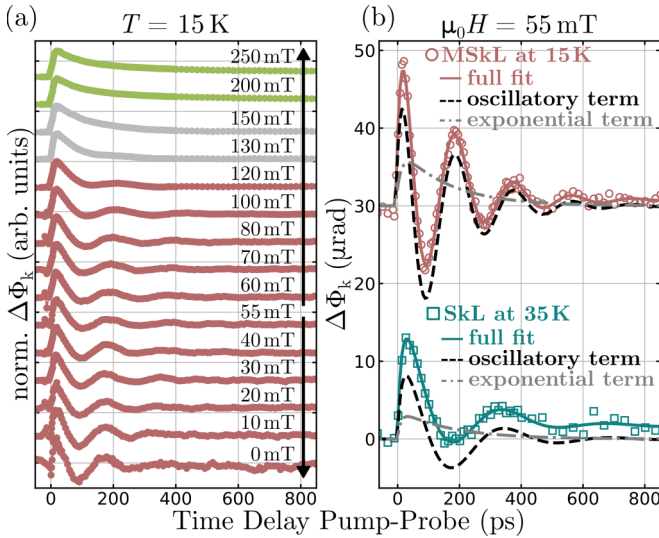 (a)
T = 15 K
norm. ΔΦk (arb. units)
250 mT
200 mT
150 mT
130 mT
120 mT
100 mT
80 mT
70 mT
60 mT
55 mT
40 mT
30 mT
20 mT
10 mT
0 mT
0 200 400 600 800
(b)
μ0H = 55 mT
ΔΦk (μrad)
50
40
30
20
10
0
MSkL at 15 K
full fit
oscillatory term
exponential term
SkL at 35 K
full fit
oscillatory term
exponential term
0 200 400 600 800
Time Delay Pump-Probe (ps)